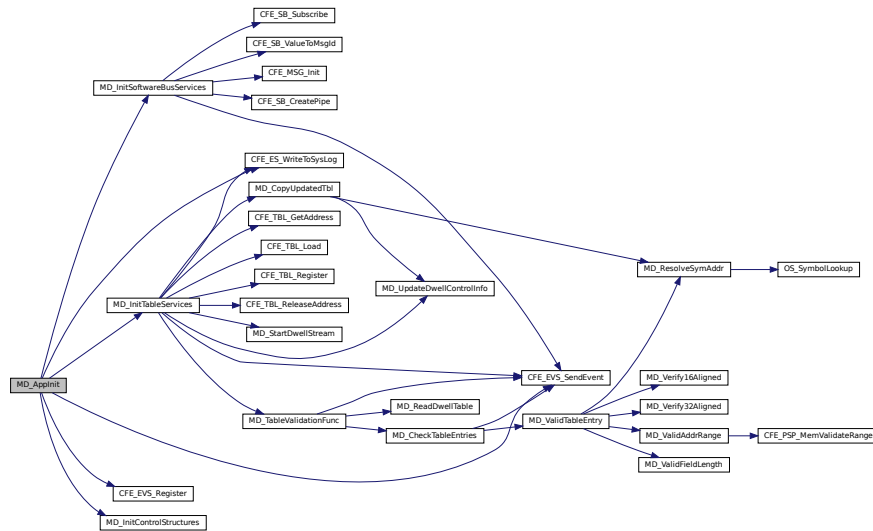 CFE_SB_Subscribe
CFE_SB_ValueToMsgId
CFE_MSG_Init
MD_InitSoftwareBusServices
CFE_SB_CreatePipe
CFE_ES_WriteToSysLog
MD_CopyUpdatedTbl
CFE_TBL_GetAddress
CFE_TBL_Load
MD_ResolveSymAddr
OS_SymbolLookup
CFE_TBL_Register
MD_UpdateDwellControlInfo
MD_InitTableServices
CFE_TBL_ReleaseAddress
MD_StartDwellStream
MD_AppInit
CFE_EVS_SendEvent
MD_Verify16Aligned
MD_ReadDwellTable
MD_Verify32Aligned
MD_TableValidationFunc
MD_ValidTableEntry
MD_CheckTableEntries
MD_ValidAddrRange
CFE_PSP_MemValidateRange
MD_ValidFieldLength
CFE_EVS_Register
MD_InitControlStructures